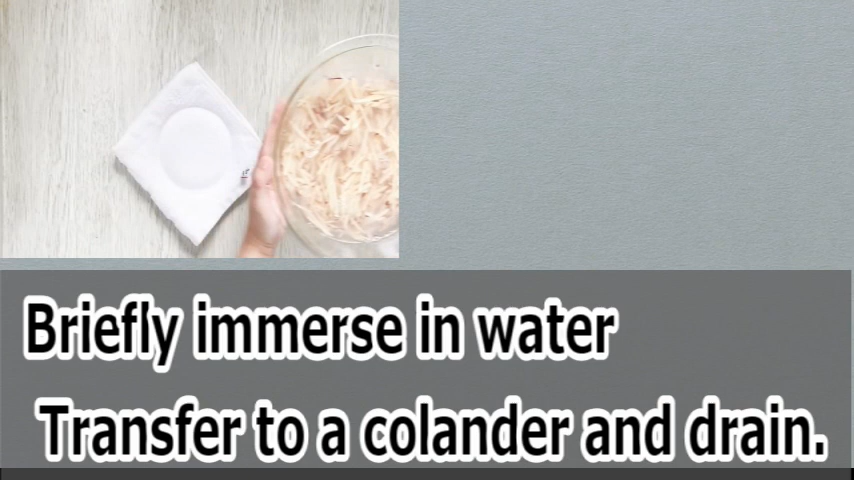 Briefly immerse in water
Transfer to a colander and drain.